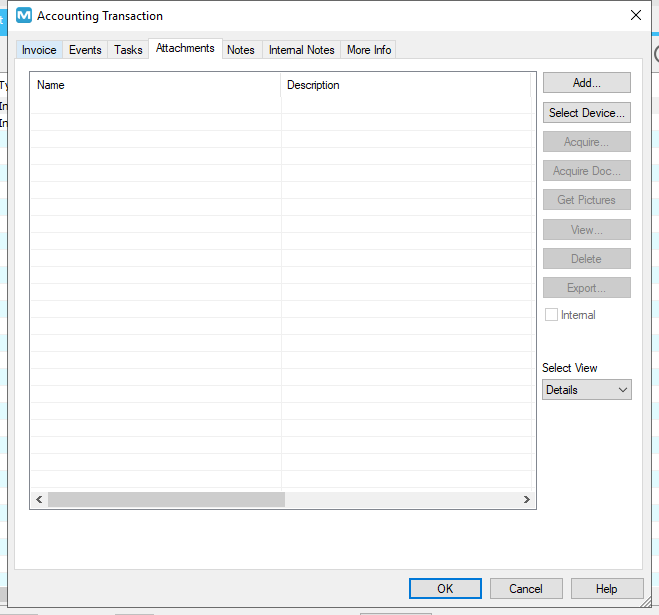 M Accounting Transaction
Invoice Events Tasks Attachments Notes Internal Notes More Info
Name Description
Add...
Select Device...
Acquire...
Acquire Doc...
Get Pictures
View...
Delete
Export...
Internal
Select View
Details
OK Cancel Help